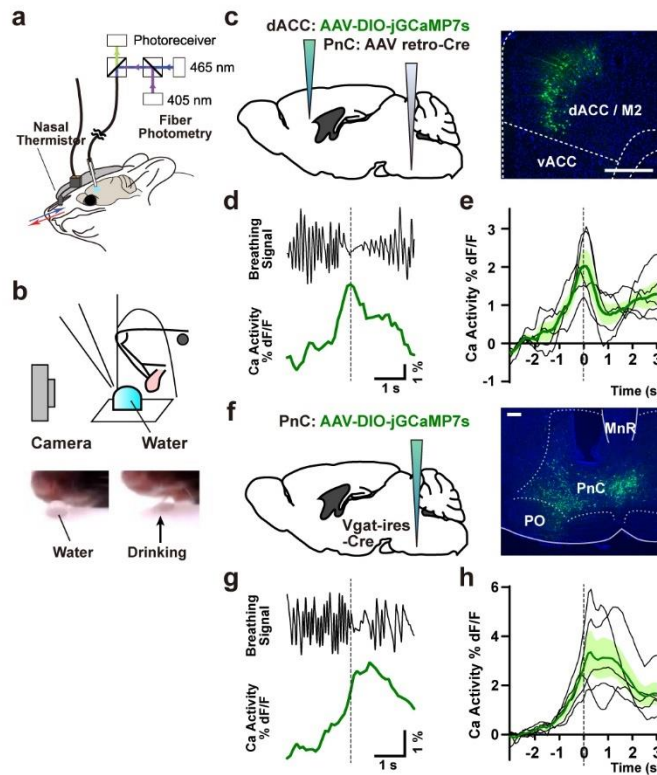 a
Photoreceiver
465 nm
405 nm
Fiber
Photometry
Nasal
Thermistor
b
Camera
Water
Water
Drinking
c
dACC: AAV-DIO-jGCaMP7s
PnC: AAV retro-Cre
dACC / M2
vACC
d
Breathing
Signal
Ca Activity
% dF/F
1 s
1 %
e
Ca Activity % dF/F
3
2
1
0
-1
-2 -1 0 1 2 3
Time (s
f
PnC: AAV-DIO-jGCaMP7s
Vgat-ires
-Cre
MnR
PnC
PO
g
Breathing
Signal
Ca Activity
% dF/F
1 s
1 %
h
Ca Activity % dF/F
6
4
2
0
-2 -1 0 1 2 3
Time (s